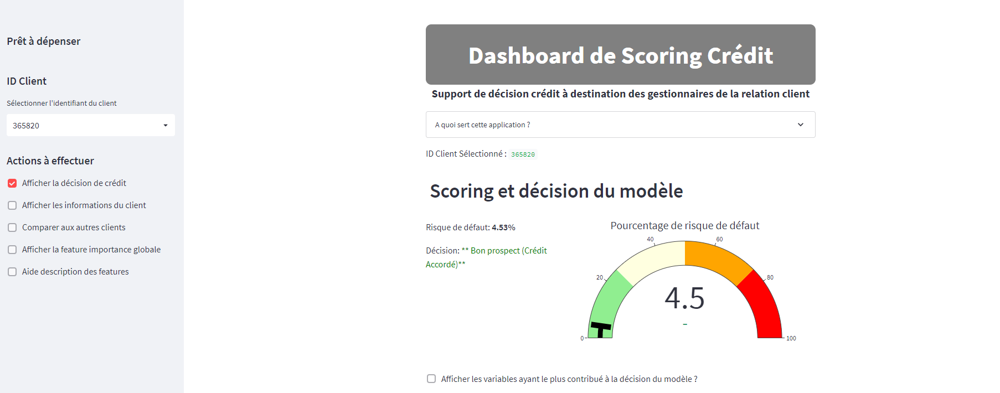 Prêt à dépenser
ID Client
Sélectionner l'identifiant du client
365820
Actions à effectuer
Afficher la décision de crédit
Afficher les informations du client
Comparer aux autres clients
Afficher la feature importance globale
Aide description des features
Dashboard de Scoring Crédit
Support de décision crédit à destination des gestionnaires de la relation client
A quoi sert cette application ?
ID Client Sélectionné : 365820
Scoring et décision du modèle
Risque de défaut: 4.53%
Décision: ** Bon prospect (Crédit
Accordé)**
Pourcentage de risque de défaut
0
20
40
60
80
100
4.5
-
Afficher les variables ayant le plus contribué à la décision du modèle ?